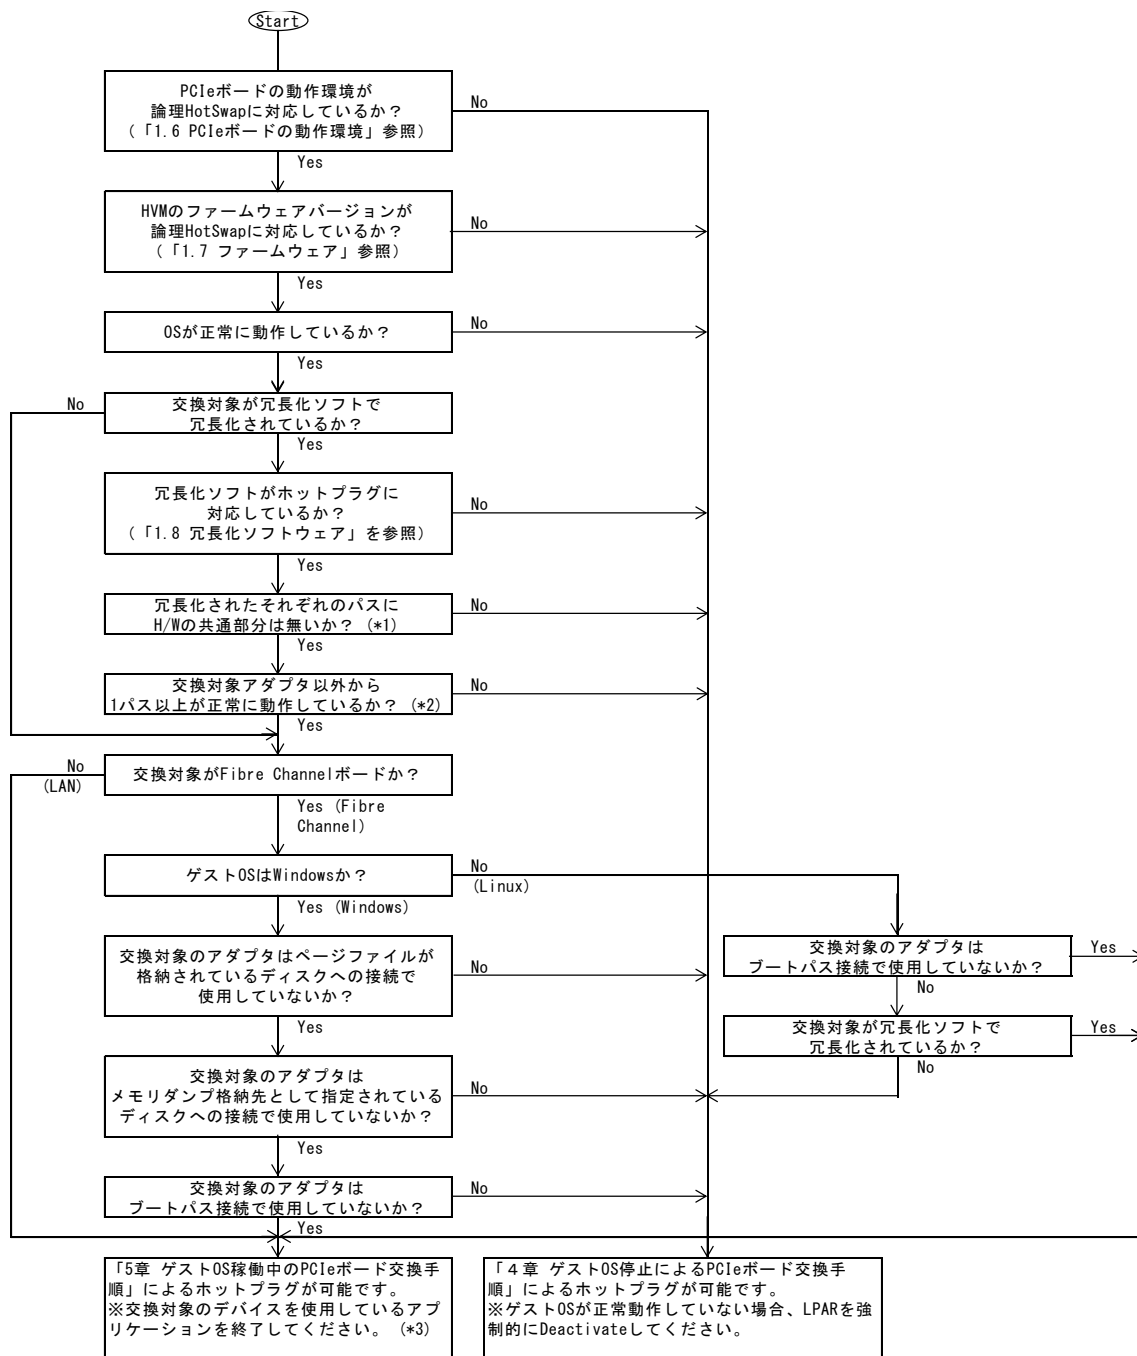 Start
PCIeボードの動作環境が
論理HotSwapに対応しているか？
（「1.6 PCIeボードの動作環境」参照）
No
Yes
HVMのファームウェアバージョンが
論理HotSwapに対応しているか？
（「1.7 ファームウェア」参照）
No
Yes
OSが正常に動作しているか？
No
Yes
交換対象が冗長化ソフトで
冗長化されているか？
No
Yes
冗長化ソフトがホットプラグに
対応しているか？
（「1.8 冗長化ソフトウェア」を参照）
No
Yes
冗長化されたそれぞれのパスに
H/Wの共通部分は無いか？ (*1)
No
Yes
交換対象アダプタ以外から
1パス以上が正常に動作しているか？ (*2)
No
Yes
交換対象がFibre Channelボードか？
No
(LAN)
Yes (Fibre
Channel)
ゲストOSはWindowsか？
No
(Linux)
Yes (Windows)
交換対象のアダプタはページファイルが
格納されているディスクへの接続で
使用していないか？
No
Yes
交換対象のアダプタは
ブートパス接続で使用していないか？
Yes
No
交換対象が冗長化ソフトで
冗長化されているか？
Yes
No
交換対象のアダプタは
メモリダンプ格納先として指定されている
ディスクへの接続で使用していないか？
No
Yes
交換対象のアダプタは
ブートパス接続で使用していないか？
No
Yes
「5章 ゲストOS稼働中のPCIeボード交換手
順」によるホットプラグが可能です。
※交換対象のデバイスを使用しているアプ
リケーションを終了してください。 (*3)
「４章 ゲストOS停止によるPCIeボード交換手
順」によるホットプラグが可能です。
※ゲストOSが正常動作していない場合、LPARを強
制的にDeactivateしてください。